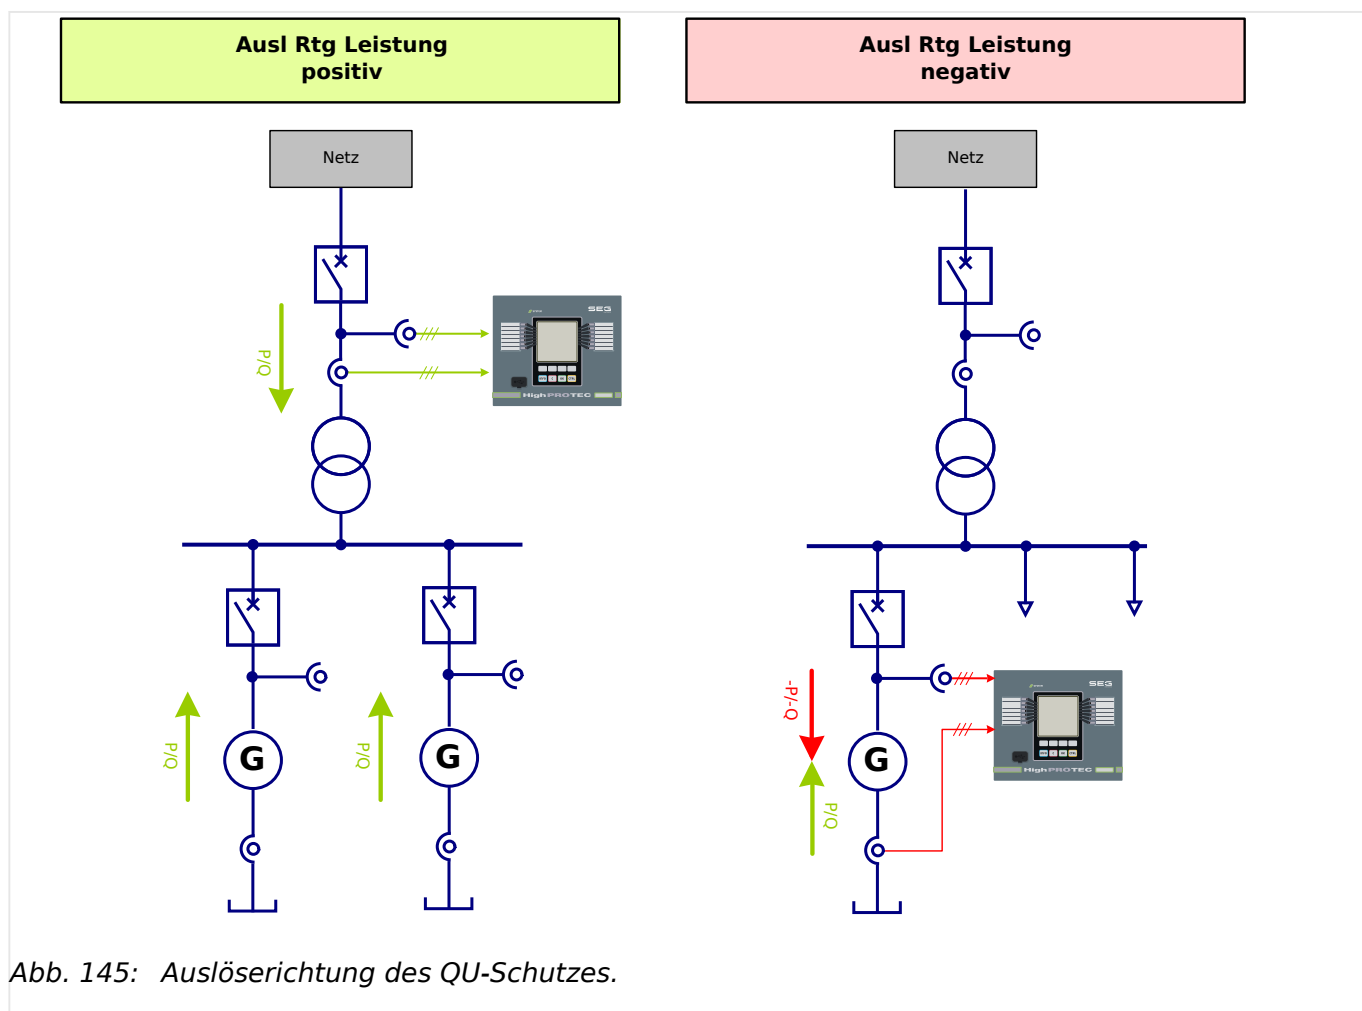 Ausl Rtg Leistung
positiv
Ausl Rtg Leistung
negativ
Netz
Netz
P/Q
SEG
HighPROTEC
P/Q
P/Q
G
G
-P/-Q
P/Q
G
SEG
HighPROTEC
Abb. 145: Auslöserichtung des QU-Schutzes.